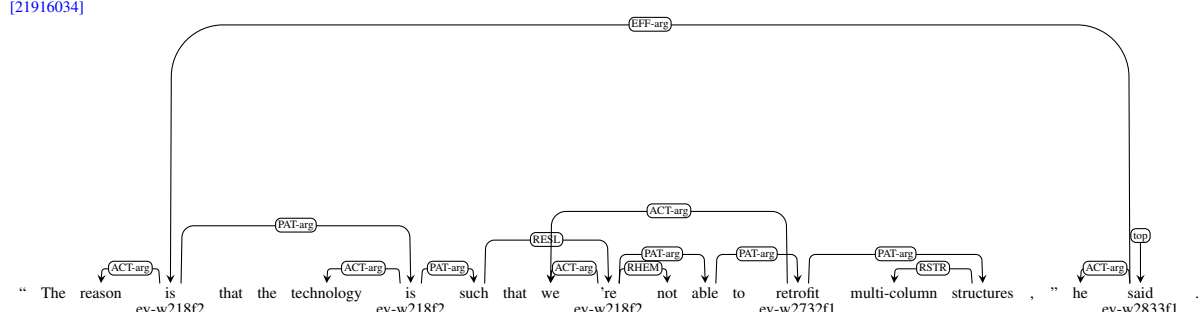 [21916034]
EFF-arg
ACT-arg
PAT-arg
top
RESL
PAT-arg PAT-arg PAT-arg
ACT-arg ACT-arg PAT-arg ACT-arg RHEM RSTR ACT-arg
“ The reason is that the technology is such that we ’re not able to retrofit multi-column structures , ” he said .
ev-w218f2 ev-w218f2 ev-w218f2 ev-w2732f1 ev-w2833f1